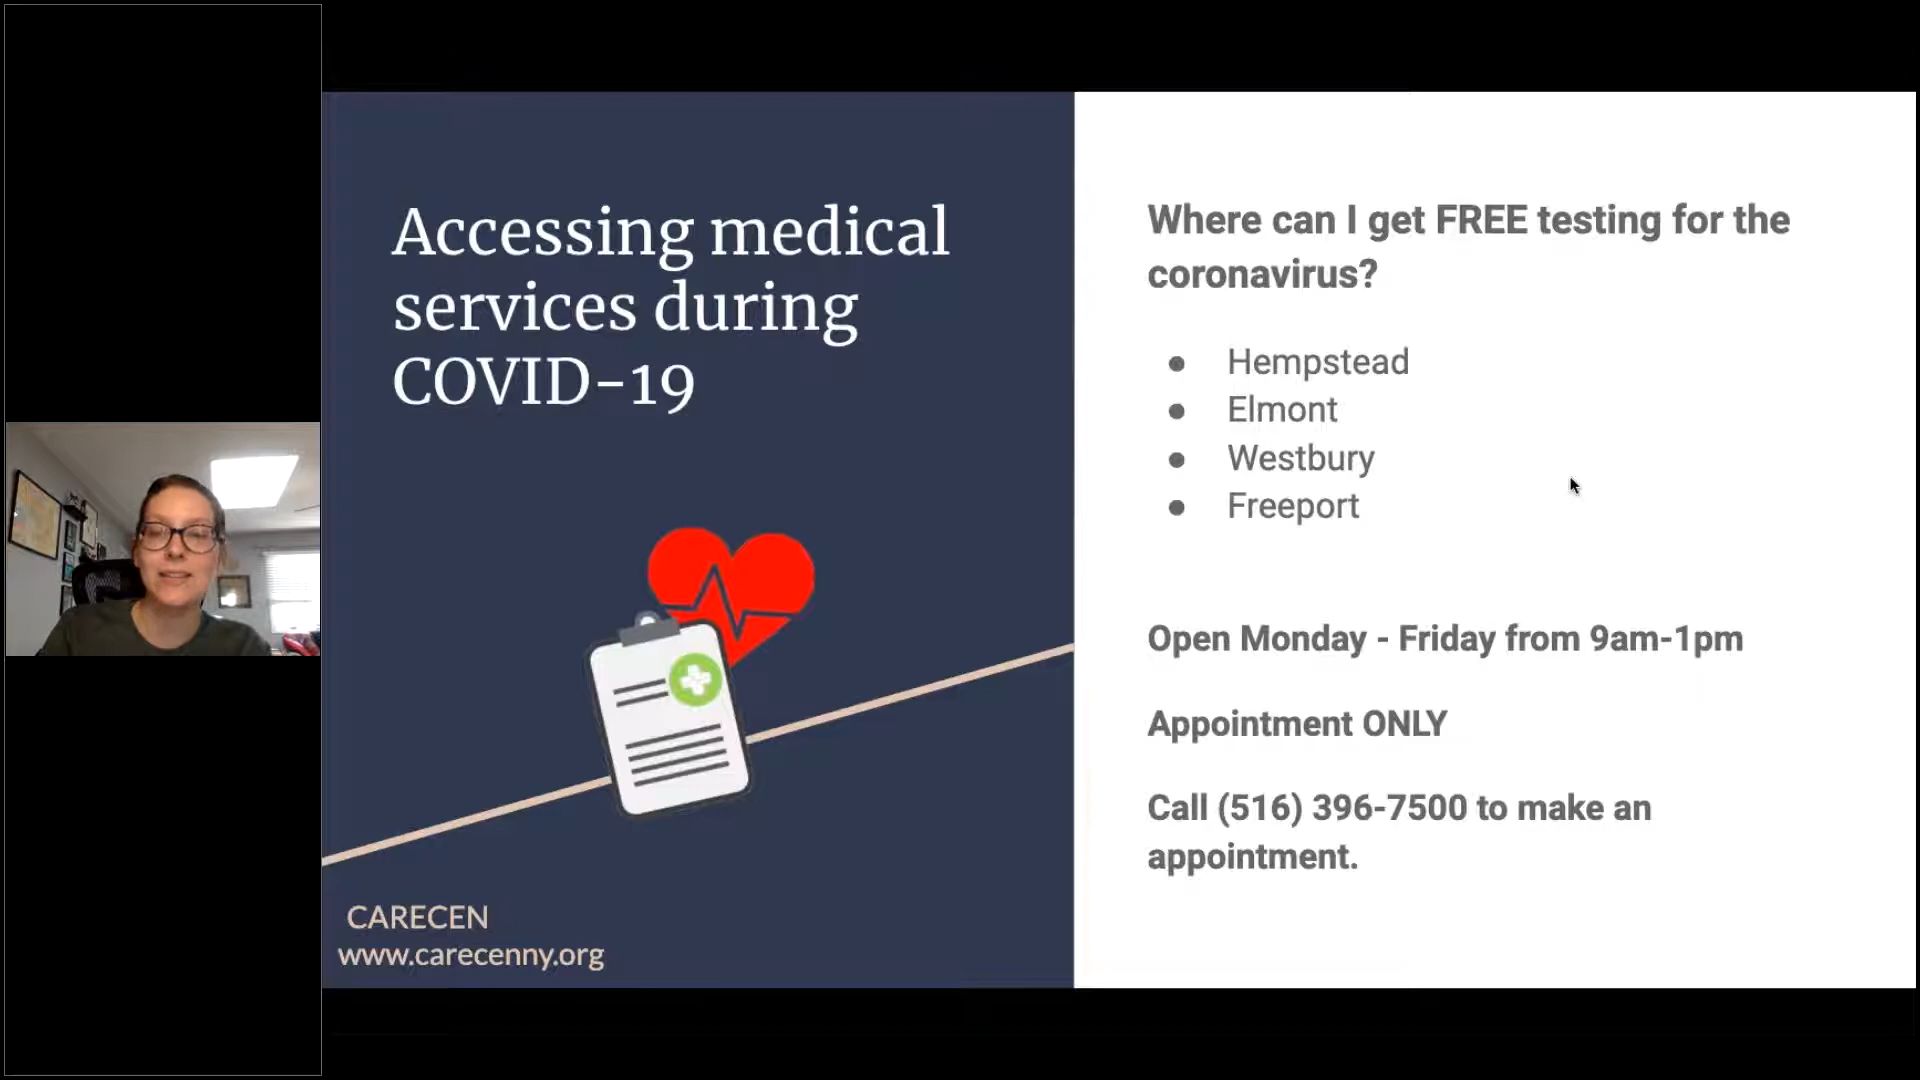 Accessing medical
services during
COVID-19
CARECEN
www.carecenny.org
Where can I get FREE testing for the
coronavirus?
● Hempstead
● Elmont
● Westbury
● Freeport
Open Monday - Friday from 9am-1pm
Appointment ONLY
Call (516) 396-7500 to make an
appointment.